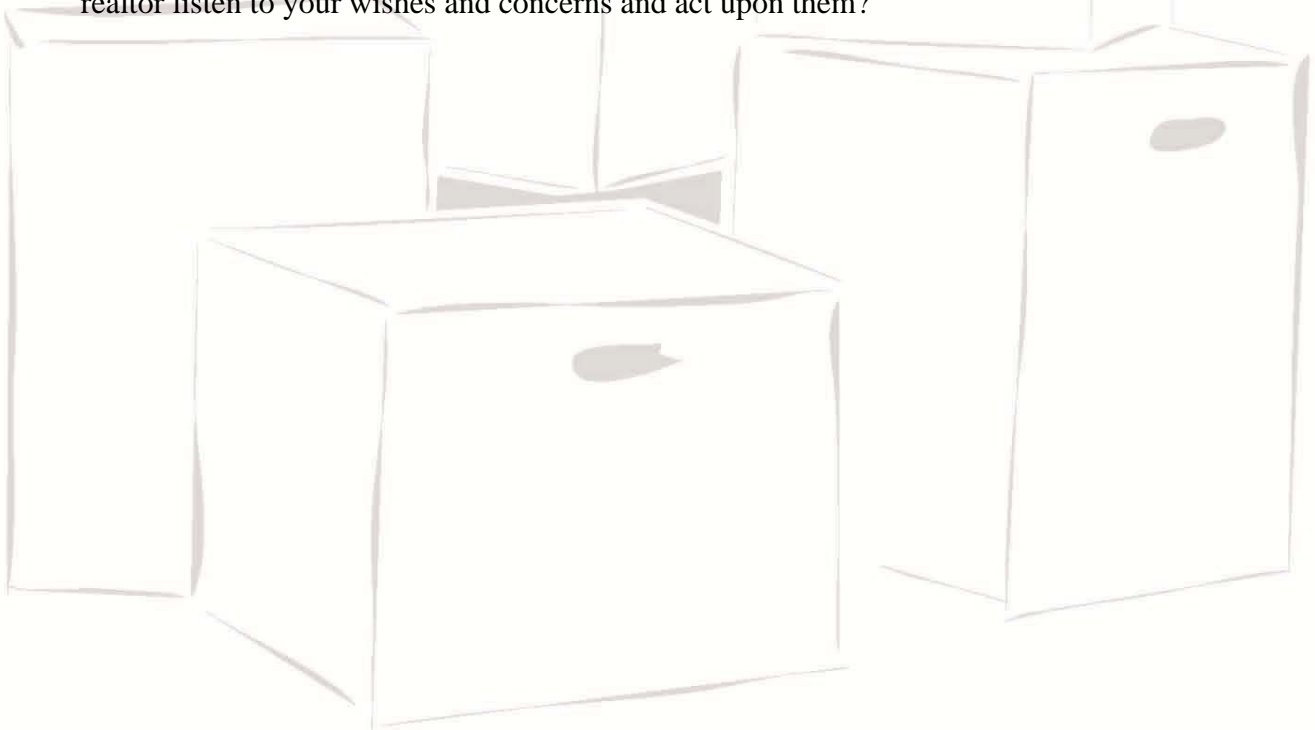 realtor listen to your wishes and concerns and act upon them?